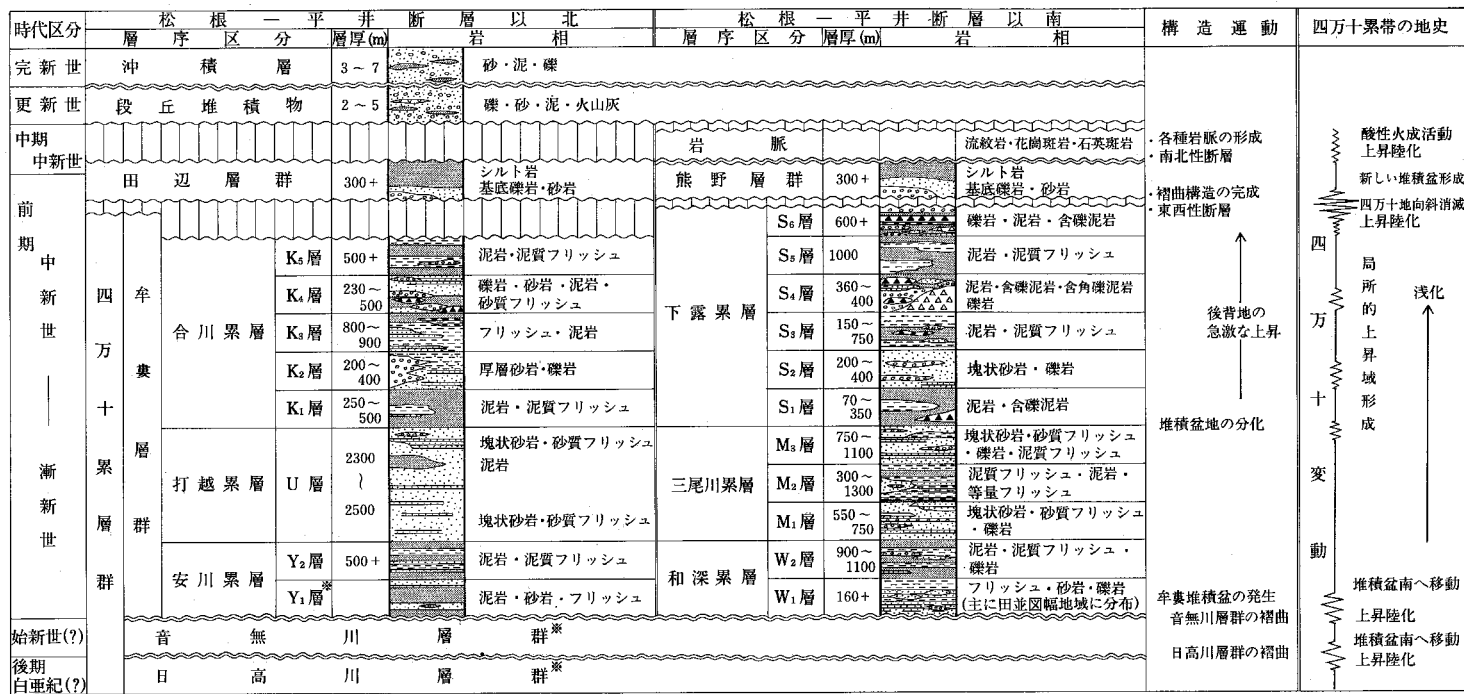 時代区分 松根一平井断層以北 松根一平井断層以南 構造運動 四万十累帯の地史
層序区分 層厚(m) 岩相 層序区分 層厚(m) 岩相
完新世 沖積層 3～7 砂・泥・礫
更新世 段丘堆積物 2～5 礫・砂・泥・火山灰
中期
中新世
岩脈 流紋岩・花崗斑岩・石英斑岩
・各種岩脈の形成
・南北性断層
酸性火成活動
上昇陸化
前期中新世——漸新世
田辺層群 300+ シルト岩
基底礫岩・砂岩
熊野層群 300+ シルト岩
基底礫岩・砂岩
・褶曲構造の完成
・東西性断層
新しい堆積盆形成
四万十地向斜消滅
上昇陸化
四万十累層群
牟婁層群
合川累層
K₅層 500+ 泥岩・泥質フリッシュ
K₄層 230～
500
礫岩・砂岩・泥岩・
砂質フリッシュ
K₃層 800～
900
フリッシュ・泥岩
K₂層 200～
400
厚層砂岩・礫岩
K₁層 250～
500
泥岩・泥質フリッシュ
打越累層 U層 2300
～
2500
塊状砂岩・砂質フリッシュ
泥岩
塊状砂岩・砂質フリッシュ
安川累層
Y₂層 500+ 泥岩・泥質フリッシュ
Y₁層※ 泥岩・砂岩・フリッシュ
下露累層
S₆層 600+ 礫岩・泥岩・含礫泥岩
S₅層 1000 泥岩・泥質フリッシュ
S₄層 360～
400
泥岩・含礫泥岩・含角礫泥岩
礫岩
S₃層 150～
750
泥岩・泥質フリッシュ
S₂層 200～
400
塊状砂岩・礫岩
S₁層 70～
350
泥岩・含礫泥岩
三尾川累層
M₃層 750～
1100
塊状砂岩・砂質フリッシュ
・礫岩・泥質フリッシュ
M₂層 300～
1300
泥質フリッシュ・泥岩・
等量フリッシュ
M₁層 550～
750
塊状砂岩・砂質フリッシュ
・礫岩
和深累層
W₂層 900～
1100
泥岩・泥質フリッシュ・
礫岩
W₁層 160+ フリッシュ・砂岩・礫岩
(主に田並図幅地域に分布)
後背地の
急激な上昇
堆積盆地の分化
牟婁堆積盆の発生
音無川層群の褶曲
日高川層群の褶曲
四万十変動
局所的上昇域形成
浅化
堆積盆南へ移動
上昇陸化
堆積盆南へ移動
上昇陸化
始新世(?) 音無川層群※
後期
白亜紀(?)
日高川層群※